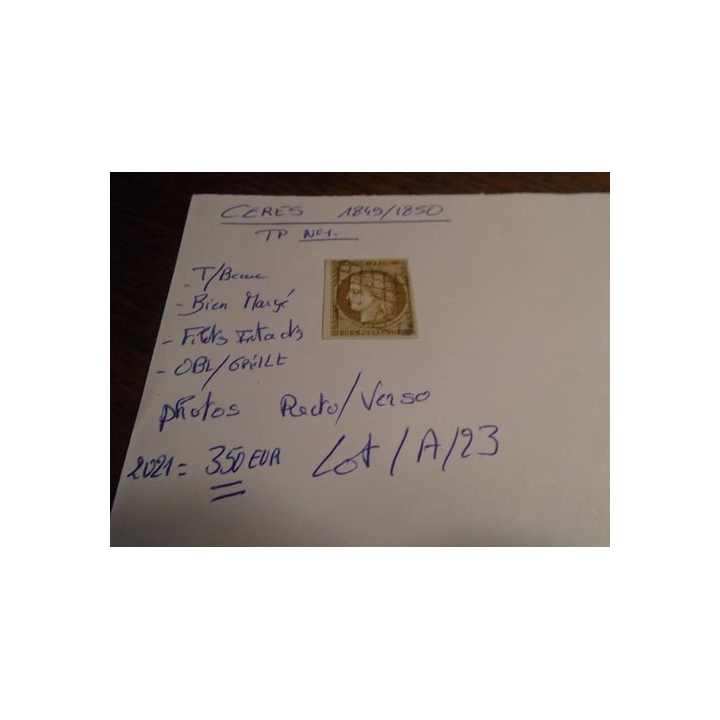 CERES 1849/1850
TP No1.
- T/Beau
- Bien Margé
- Filets Intacts
- OBL/GRILLE
Photos Recto/Verso
2021 = 350 EUR Lot/A/23